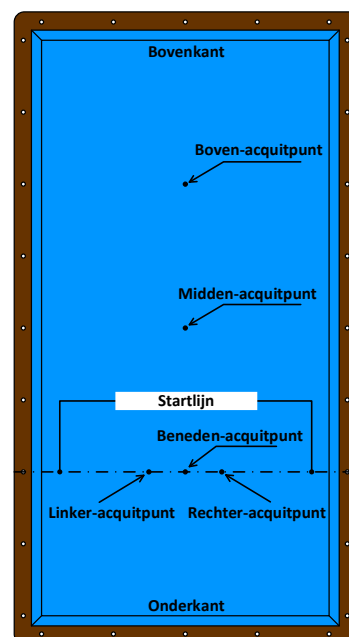 Bovenkant
Boven-acquitpunt
Midden-acquitpunt
Startlijn
Beneden-acquitpunt
Linker-acquitpunt
Rechter-acquitpunt
Onderkant